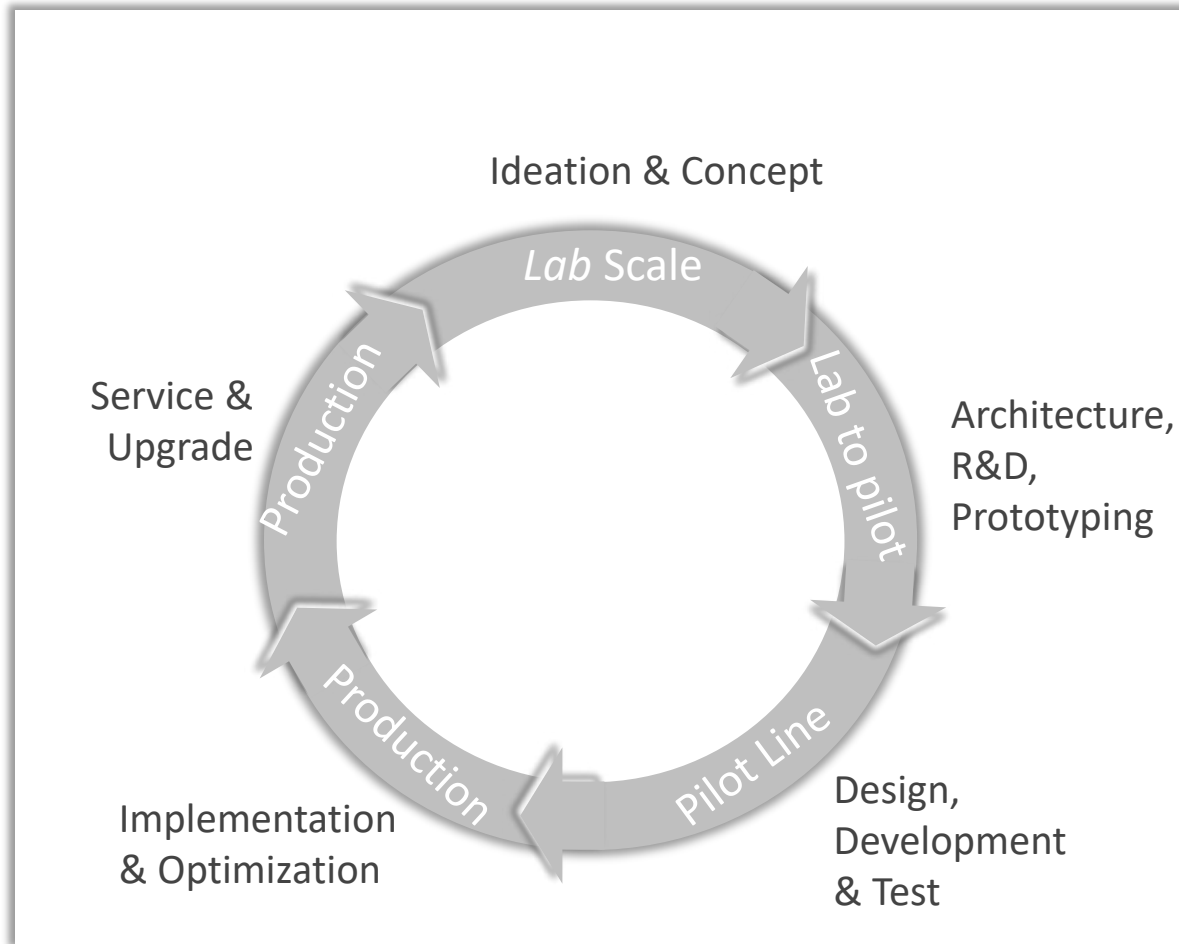 Ideation & Concept
Lab Scale
Lab to pilot
Architecture,
R&D,
Prototyping
Pilot Line
Design,
Development
& Test
Production
Implementation
& Optimization
Production
Service &
Upgrade